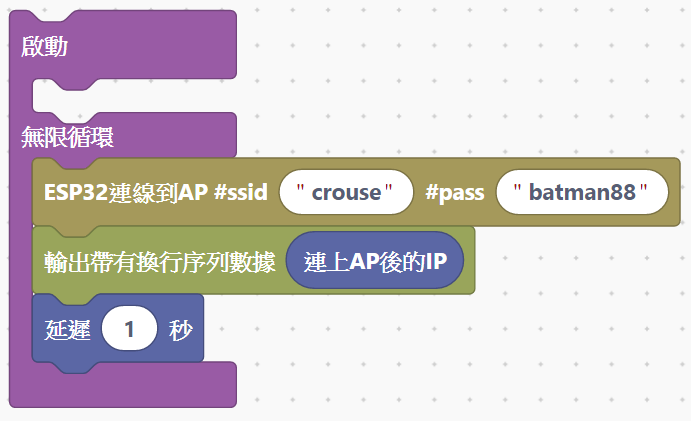 啟動
無限循環
ESP32連線到AP #ssid " crouse " #pass " batman88 "
輸出帶有換行序列數據 連上AP後的IP
延遲 1 秒